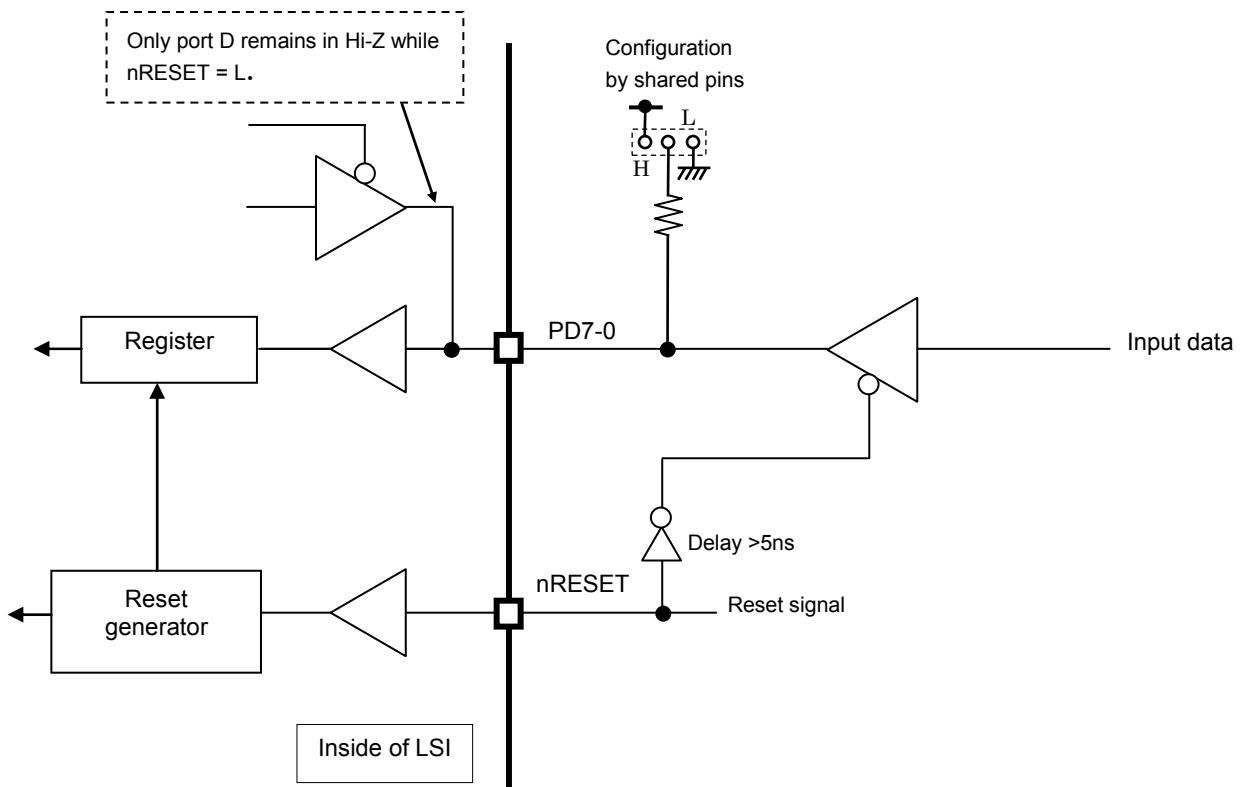 Only port D remains in Hi-Z while
nRESET = L.
Configuration
by shared pins
L
H
PD7-0
Input data
Register
Delay >5ns
nRESET
Reset signal
Reset
generator
Inside of LSI